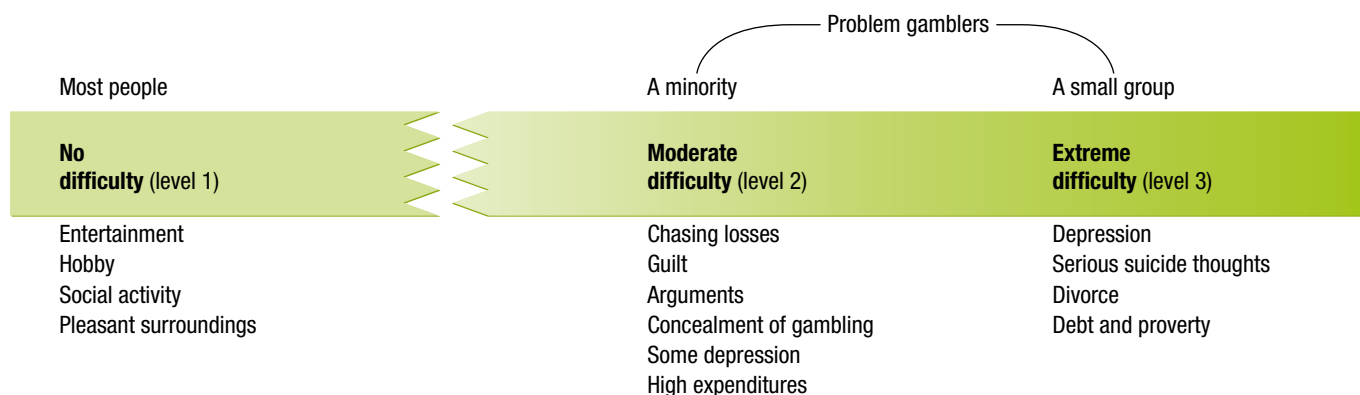 Problem gamblers
Most people
A minority
A small group
No
difficulty (level 1)
Moderate
difficulty (level 2)
Extreme
difficulty (level 3)
Entertainment
Hobby
Social activity
Pleasant surroundings
Chasing losses
Guilt
Arguments
Concealment of gambling
Some depression
High expenditures
Depression
Serious suicide thoughts
Divorce
Debt and proverty